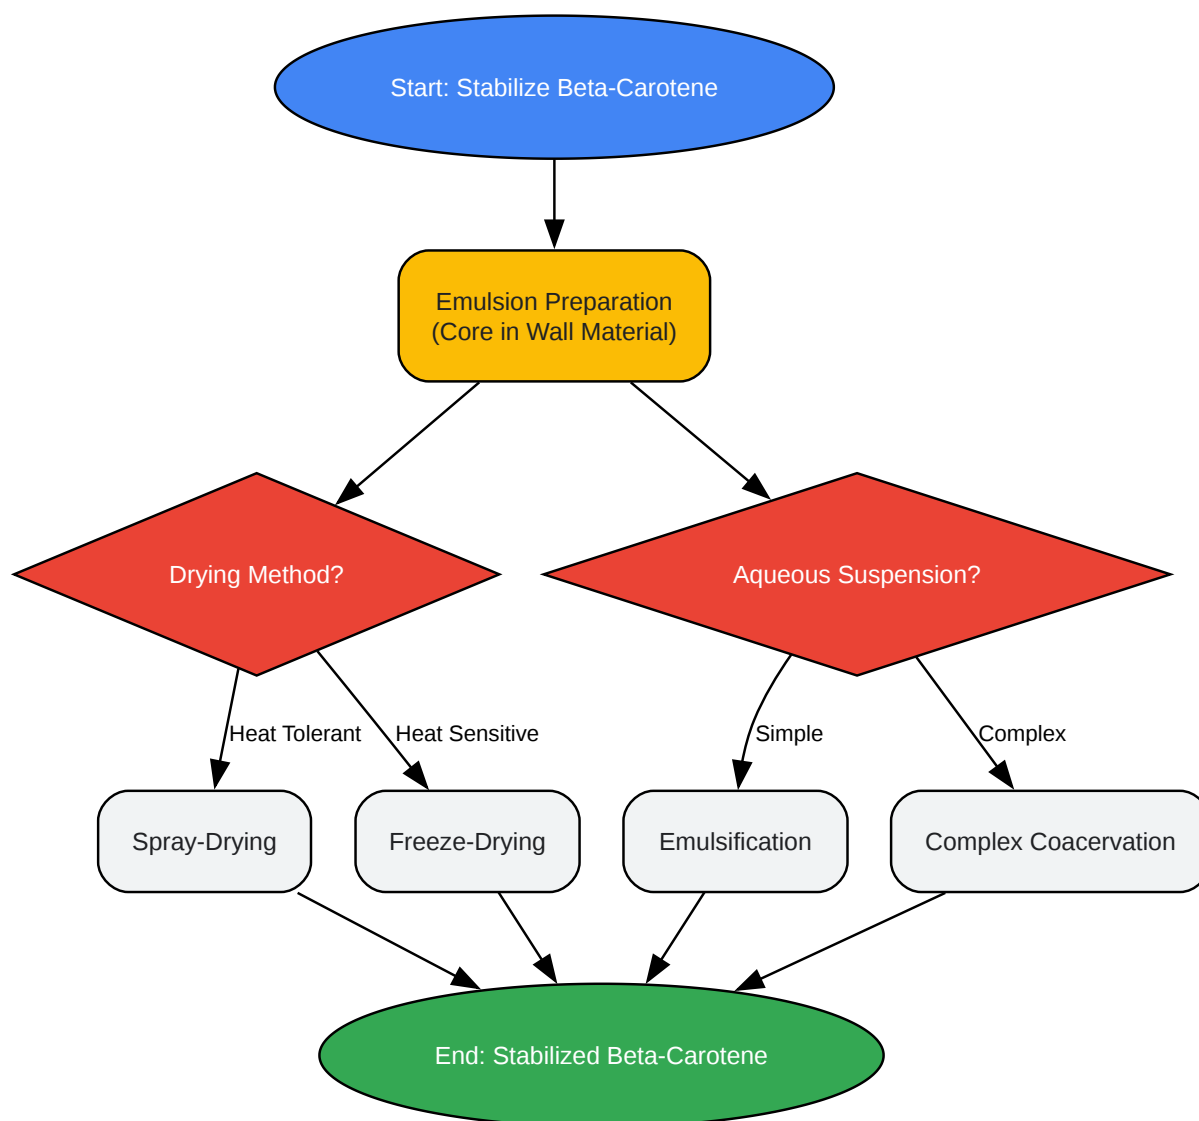 Start: Stabilize Beta-Carotene
Emulsion Preparation
(Core in Wall Material)
Drying Method?
Aqueous Suspension?
Heat Tolerant
Heat Sensitive
Simple
Complex
Spray-Drying
Freeze-Drying
Emulsification
Complex Coacervation
End: Stabilized Beta-Carotene